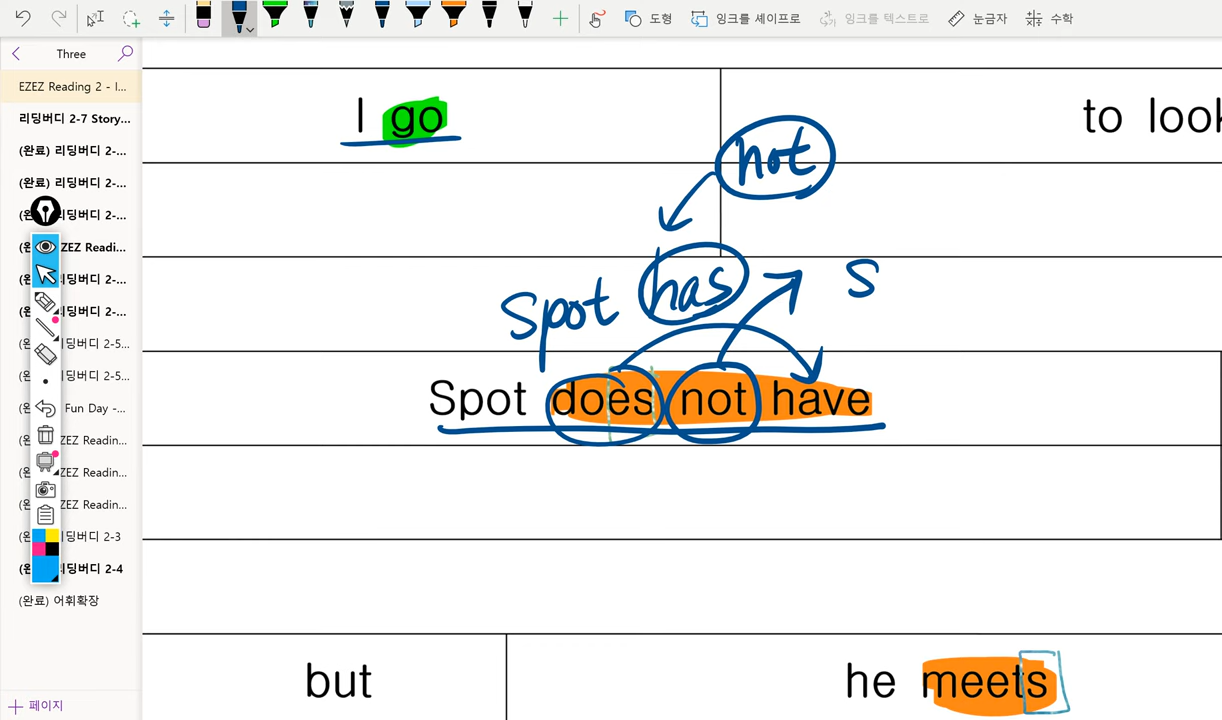 도형
잉크를 셰이프로
잉크를 텍스트로
눈금자
수학
Three
EZEZ Reading 2 - I...
리딩버디 2-7 Story...
(완료) 리딩버디 2-...
(완료) 리딩버디 2-...
리딩버디 2-...
ZEZ Readi...
리딩버디 2-...
리딩버디 2-...
리딩버디 2-5...
리딩버디 2-5...
Fun Day -...
ZEZ Readin...
ZEZ Readin...
ZEZ Readin...
리딩버디 2-3
리딩버디 2-4
(완료) 어휘확장
페이지
I go
to look
not
Spot has s
Spot does not have
but
he meets